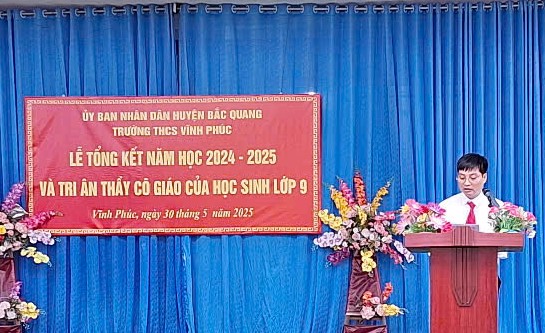 ỦY BAN NHÂN DÂN HUYỆN BẮC QUANG
TRƯỜNG THCS VĨNH PHÚC
LỄ TỔNG KẾT NĂM HỌC 2024 - 2025
VÀ TRI ÂN THẦY CÔ GIÁO CỦA HỌC SINH LỚP 9
Vĩnh Phúc, ngày 30 tháng 5 năm 2025